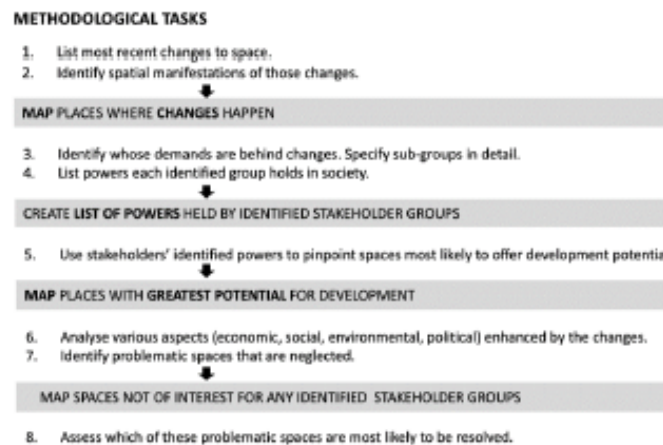 METHODOLOGICAL TASKS
1. List most recent changes to space.
2. Identify spatial manifestations of those changes.
MAP PLACES WHERE CHANGES HAPPEN
3. Identify whose demands are behind changes. Specify sub-groups in detail.
4. List powers each identified group holds in society.
CREATE LIST OF POWERS HELD BY IDENTIFIED STAKEHOLDER GROUPS
5. Use stakeholders' identified powers to pinpoint spaces most likely to offer development potentia
MAP PLACES WITH GREATEST POTENTIAL FOR DEVELOPMENT
6. Analyse various aspects (economic, social, environmental, political) enhanced by the changes.
7. Identify problematic spaces that are neglected.
MAP SPACES NOT OF INTEREST FOR ANY IDENTIFIED STAKEHOLDER GROUPS
8. Assess which of these problematic spaces are most likely to be resolved.